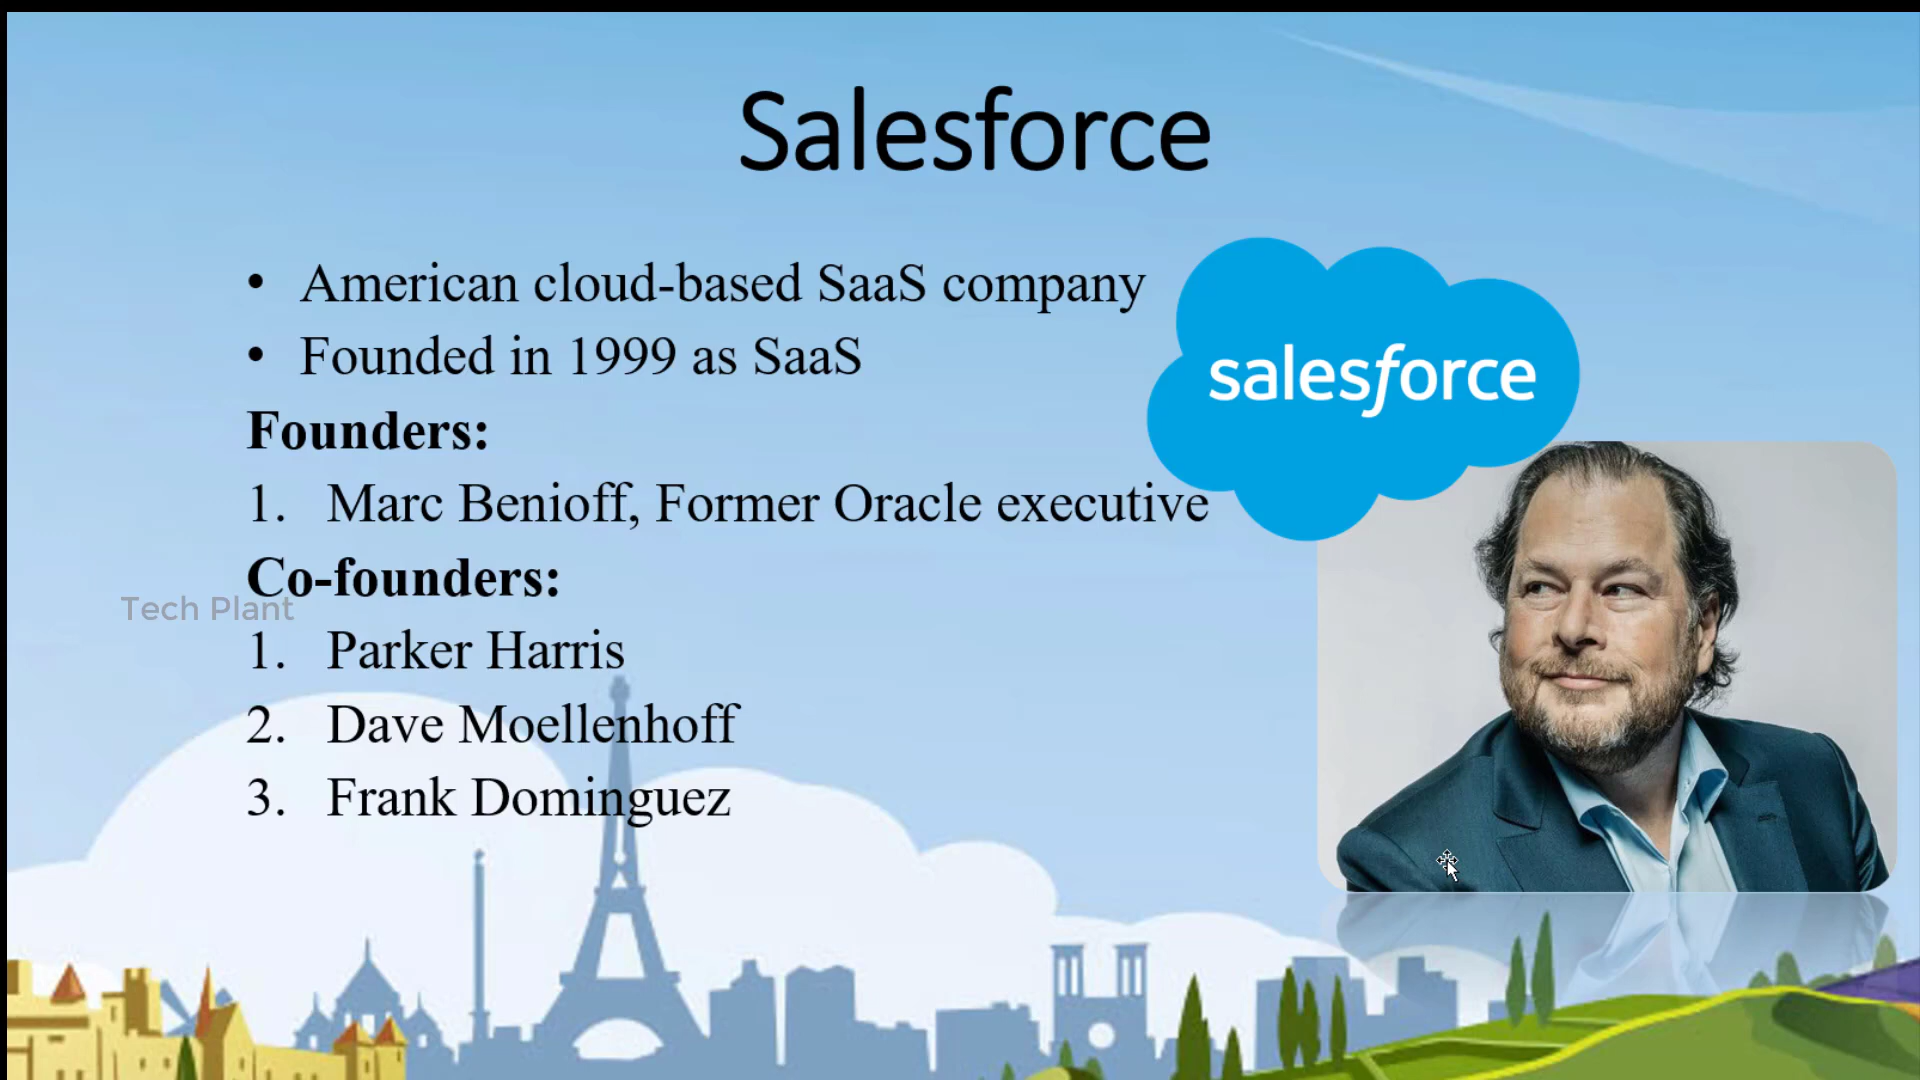 Salesforce
• American cloud-based SaaS company
• Founded in 1999 as SaaS
salesforce
Founders:
1. Marc Benioff, Former Oracle executive
Co-founders:
Tech Plant
1. Parker Harris
2. Dave Moellenhoff
3. Frank Dominguez